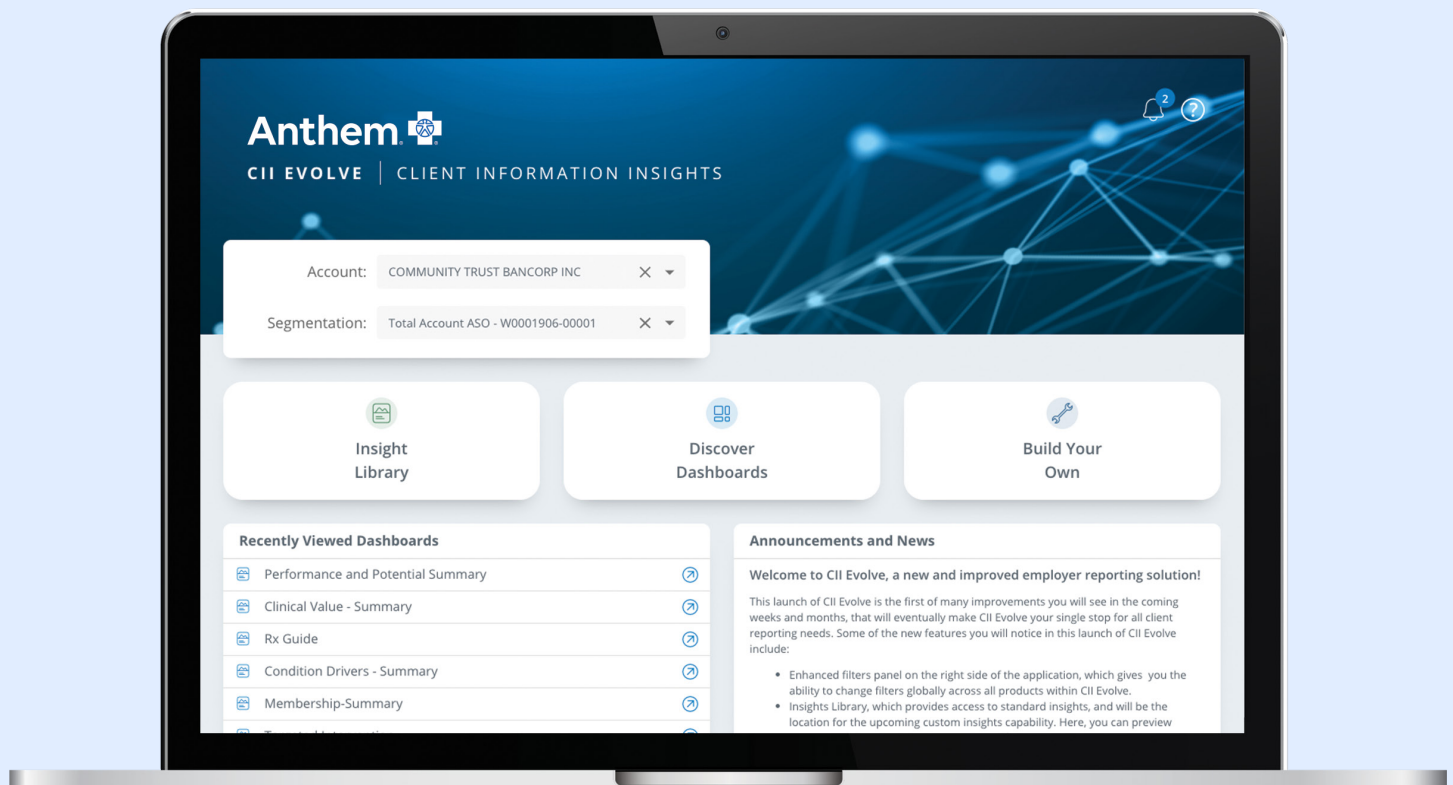 Anthem
2
?
CII EVOLVE | CLIENT INFORMATION INSIGHTS
Account: COMMUNITY TRUST BANCORP INC
Segmentation: Total Account ASO - W0001906-00001
Insight
Library
Discover
Dashboards
Build Your
Own
Recently Viewed Dashboards
Performance and Potential Summary
Clinical Value - Summary
Rx Guide
Condition Drivers - Summary
Membership-Summary
Announcements and News
Welcome to CII Evolve, a new and improved employer reporting solution!
This launch of CII Evolve is the first of many improvements you will see in the coming
weeks and months, that will eventually make CII Evolve your single stop for all client
reporting needs. Some of the new features you will notice in this launch of CII Evolve
include:
• Enhanced filters panel on the right side of the application, which gives you the
ability to change filters globally across all products within CII Evolve.
• Insights Library, which provides access to standard insights, and will be the
location for the upcoming custom insights capability. Here, you can preview